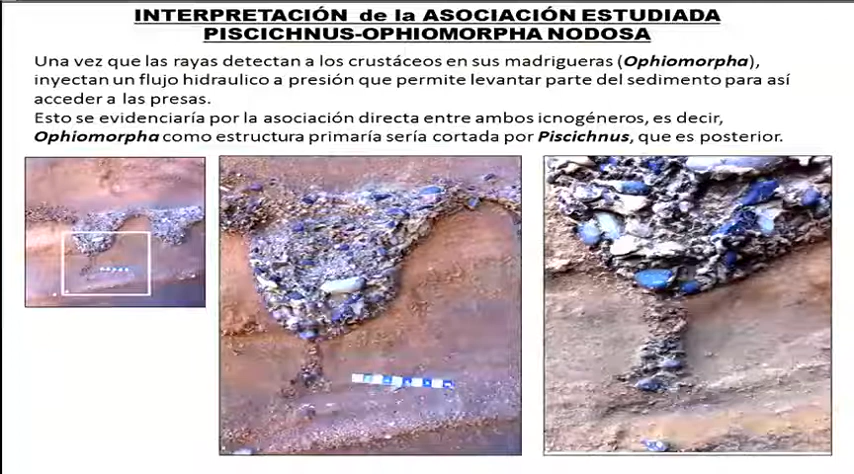 INTERPRETACIÓN de la ASOCIACIÓN ESTUDIADA
PISCICHNUS-OPHIOMORPHA NODOSA
Una vez que las rayas detectan a los crustáceos en sus madrigueras (Ophiomorpha),
inyectan un flujo hidraulico a presión que permite levantar parte del sedimento para así
acceder a las presas.
Esto se evidenciaría por la asociación directa entre ambos icnogéneros, es decir,
Ophiomorpha como estructura primaría sería cortada por Piscichnus, que es posterior.